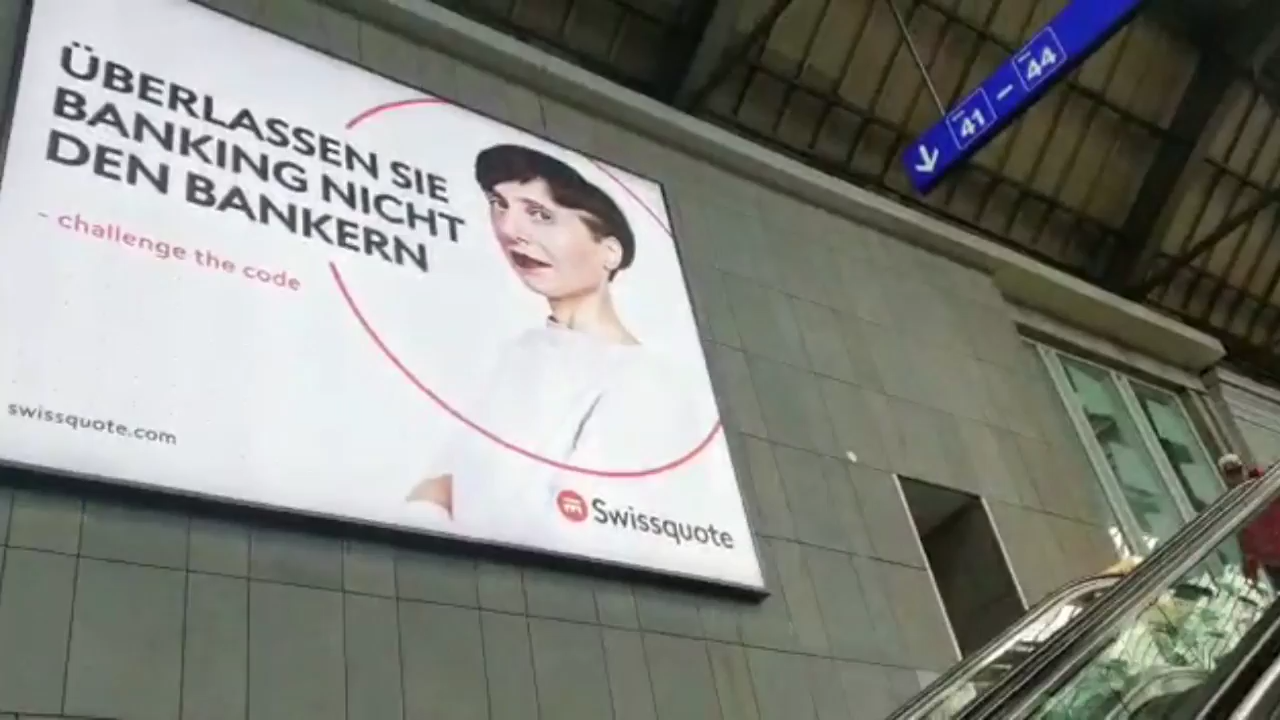 ÜBERLASSEN SIE
BANKING NICHT
DEN BANKERN
- challenge the code
swissquote.com
Swissquote
41 - 44